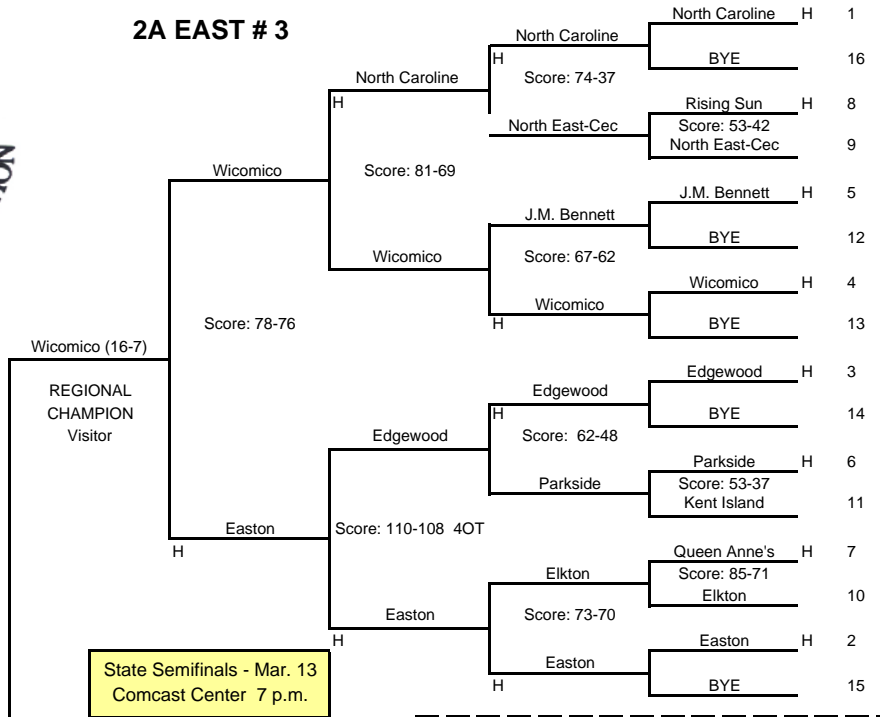 2A EAST # 3
North Caroline H 1
North Caroline
H
BYE 16
Score: 74-37
North Caroline
H
Rising Sun H 8
Score: 53-42
North East-Cec
North East-Cec 9
Wicomico
Score: 81-69
J.M. Bennett H 5
J.M. Bennett
BYE 12
Wicomico
Score: 67-62
Wicomico H 4
Wicomico
H
BYE 13
Score: 78-76
Wicomico (16-7)
REGIONAL
CHAMPION
Visitor
Edgewood H 3
Edgewood
H
BYE 14
Edgewood
Score: 62-48
Parkside H 6
Score: 53-37
Parkside
Kent Island 11
Easton
H
Score: 110-108 4OT
Queen Anne's H 7
Score: 85-71
Elkton
Elkton 10
Easton
H
Score: 73-70
Easton H 2
Easton
H
BYE 15
State Semifinals - Mar. 13
Comcast Center 7 p.m.